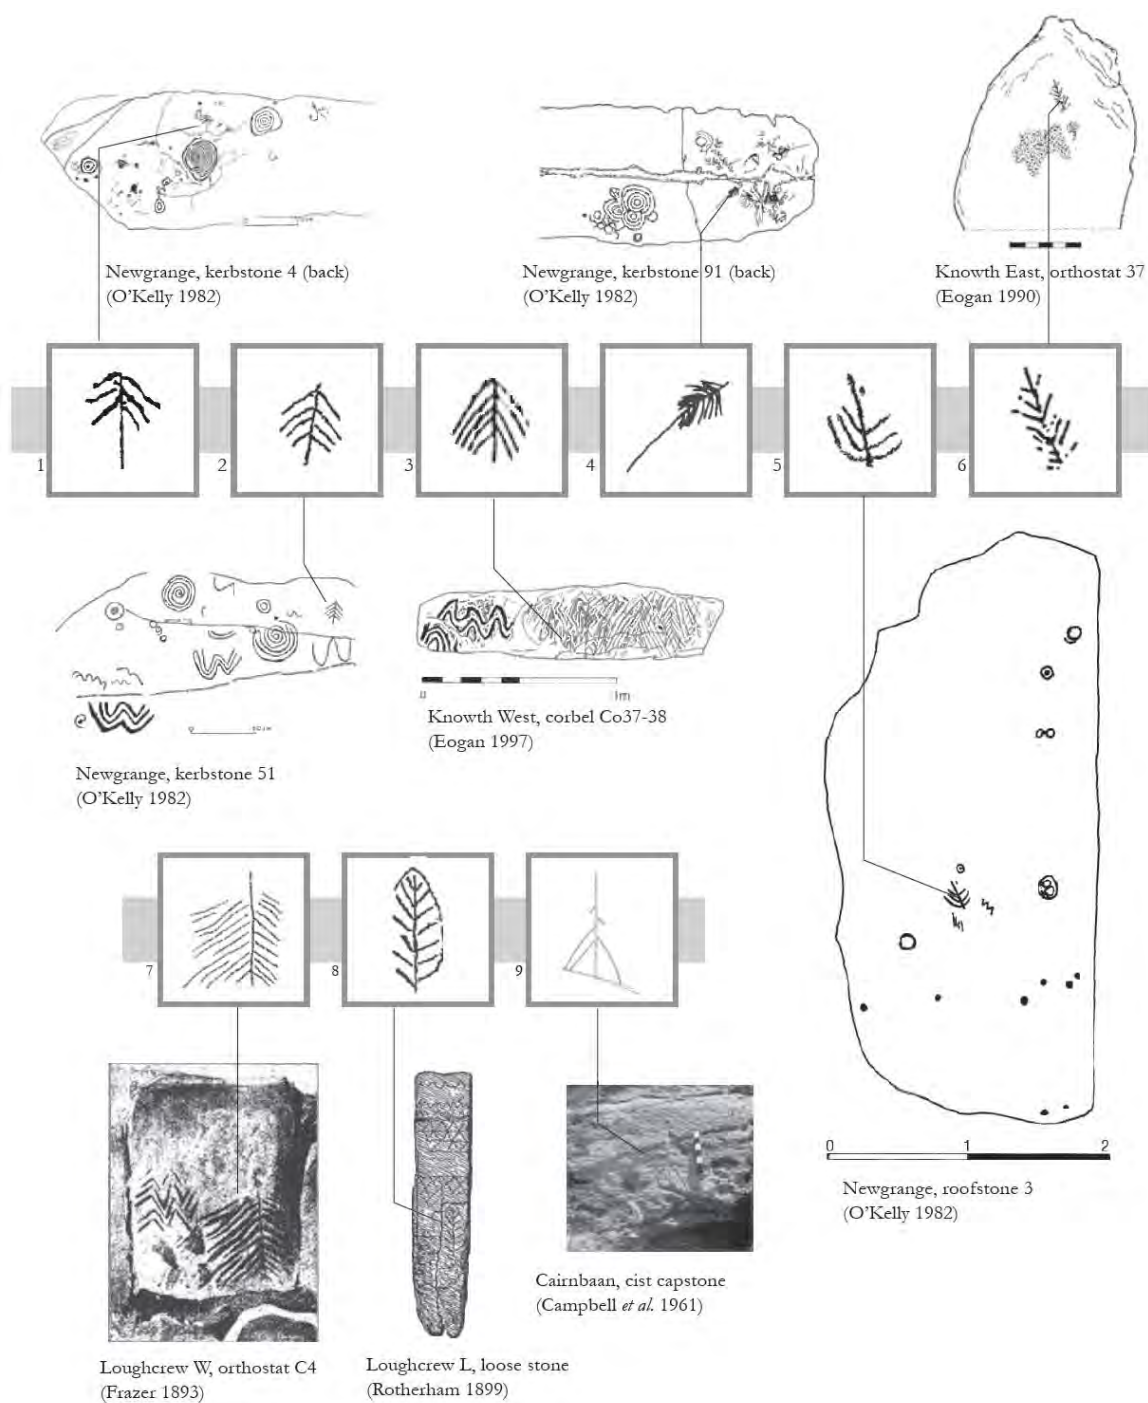 Newgrange, kerbstone 4 (back)
(O'Kelly 1982)
Newgrange, kerbstone 91 (back)
(O'Kelly 1982)
Knowth East, orthostat 37
(Eogan 1990)
1
2
3
4
5
6
1m
Knowth West, corbel Co37-38
(Eogan 1997)
Newgrange, kerbstone 51
(O'Kelly 1982)
7
8
9
0 1 2
Newgrange, roofstone 3
(O'Kelly 1982)
Cairnbaan, cist capstone
(Campbell et al. 1961)
Loughcrew W, orthostat C4
(Frazer 1893)
Loughcrew L, loose stone
(Rotherham 1899)